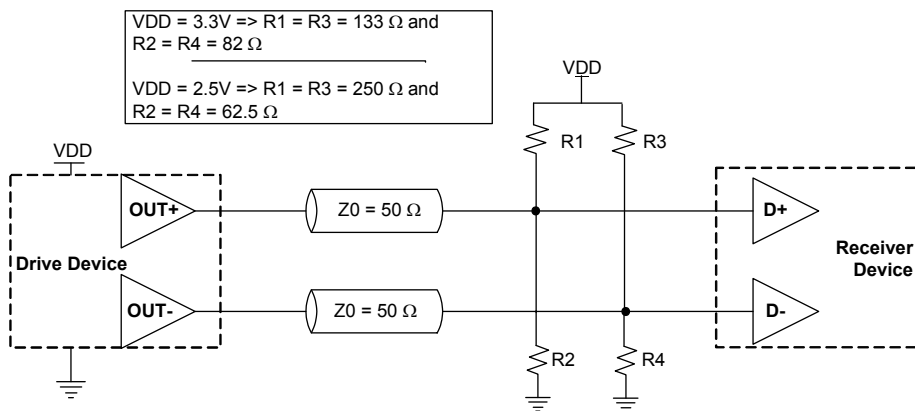 VDD = 3.3V => R1 = R3 = 133 Ω and
R2 = R4 = 82 Ω
VDD = 2.5V => R1 = R3 = 250 Ω and
R2 = R4 = 62.5 Ω
VDD
R1
R3
VDD
OUT+
Z0 = 50 Ω
D+
Drive Device
Receiver
Device
OUT-
Z0 = 50 Ω
D-
R2
R4